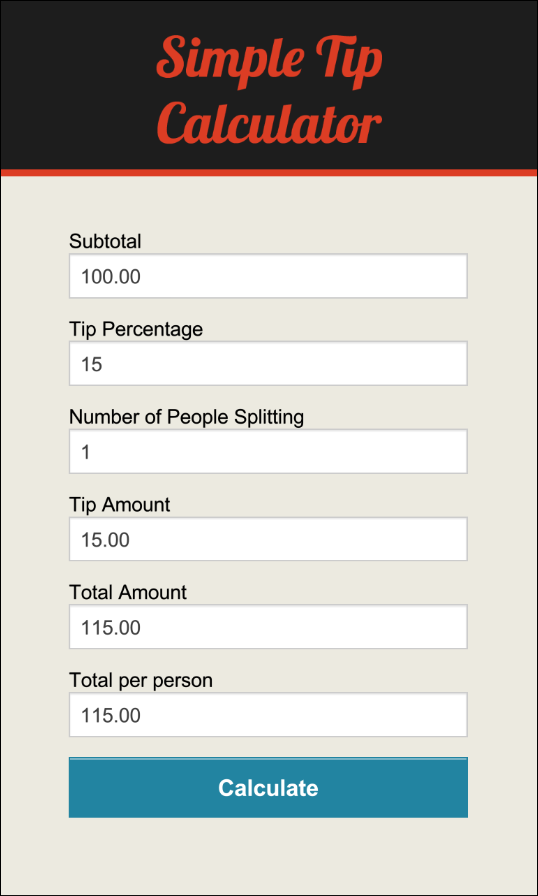 Simple Tip
Calculator
Subtotal
100.00
Tip Percentage
15
Number of People Splitting
1
Tip Amount
15.00
Total Amount
115.00
Total per person
115.00
Calculate